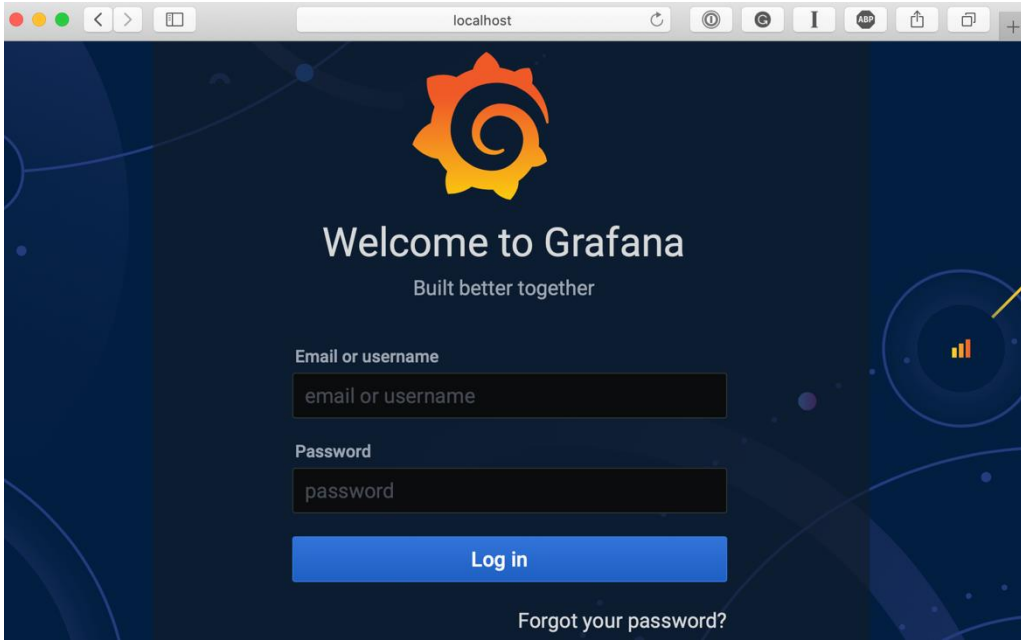 localhost
ABP
Welcome to Grafana
Built better together
Email or username
email or username
Password
password
Log in
Forgot your password?